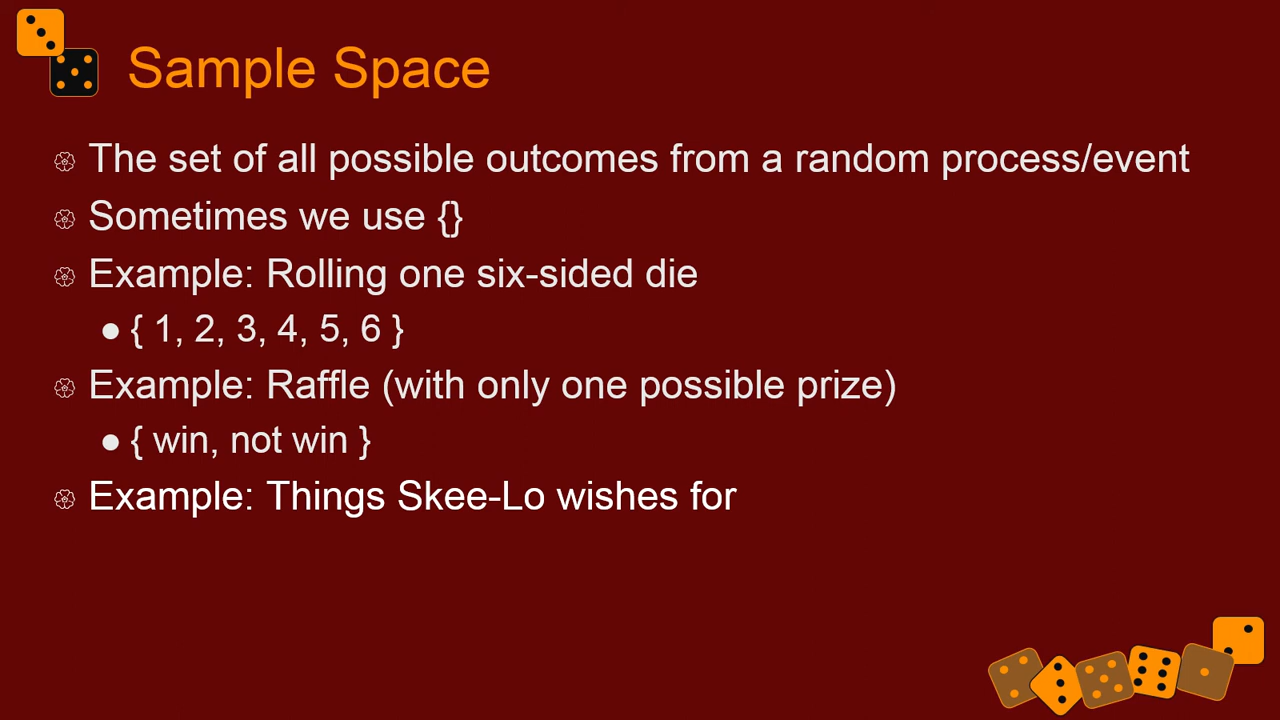 Sample Space
The set of all possible outcomes from a random process/event
Sometimes we use {}
Example: Rolling one six-sided die
{ 1, 2, 3, 4, 5, 6 }
Example: Raffle (with only one possible prize)
{ win, not win }
Example: Things Skee-Lo wishes for